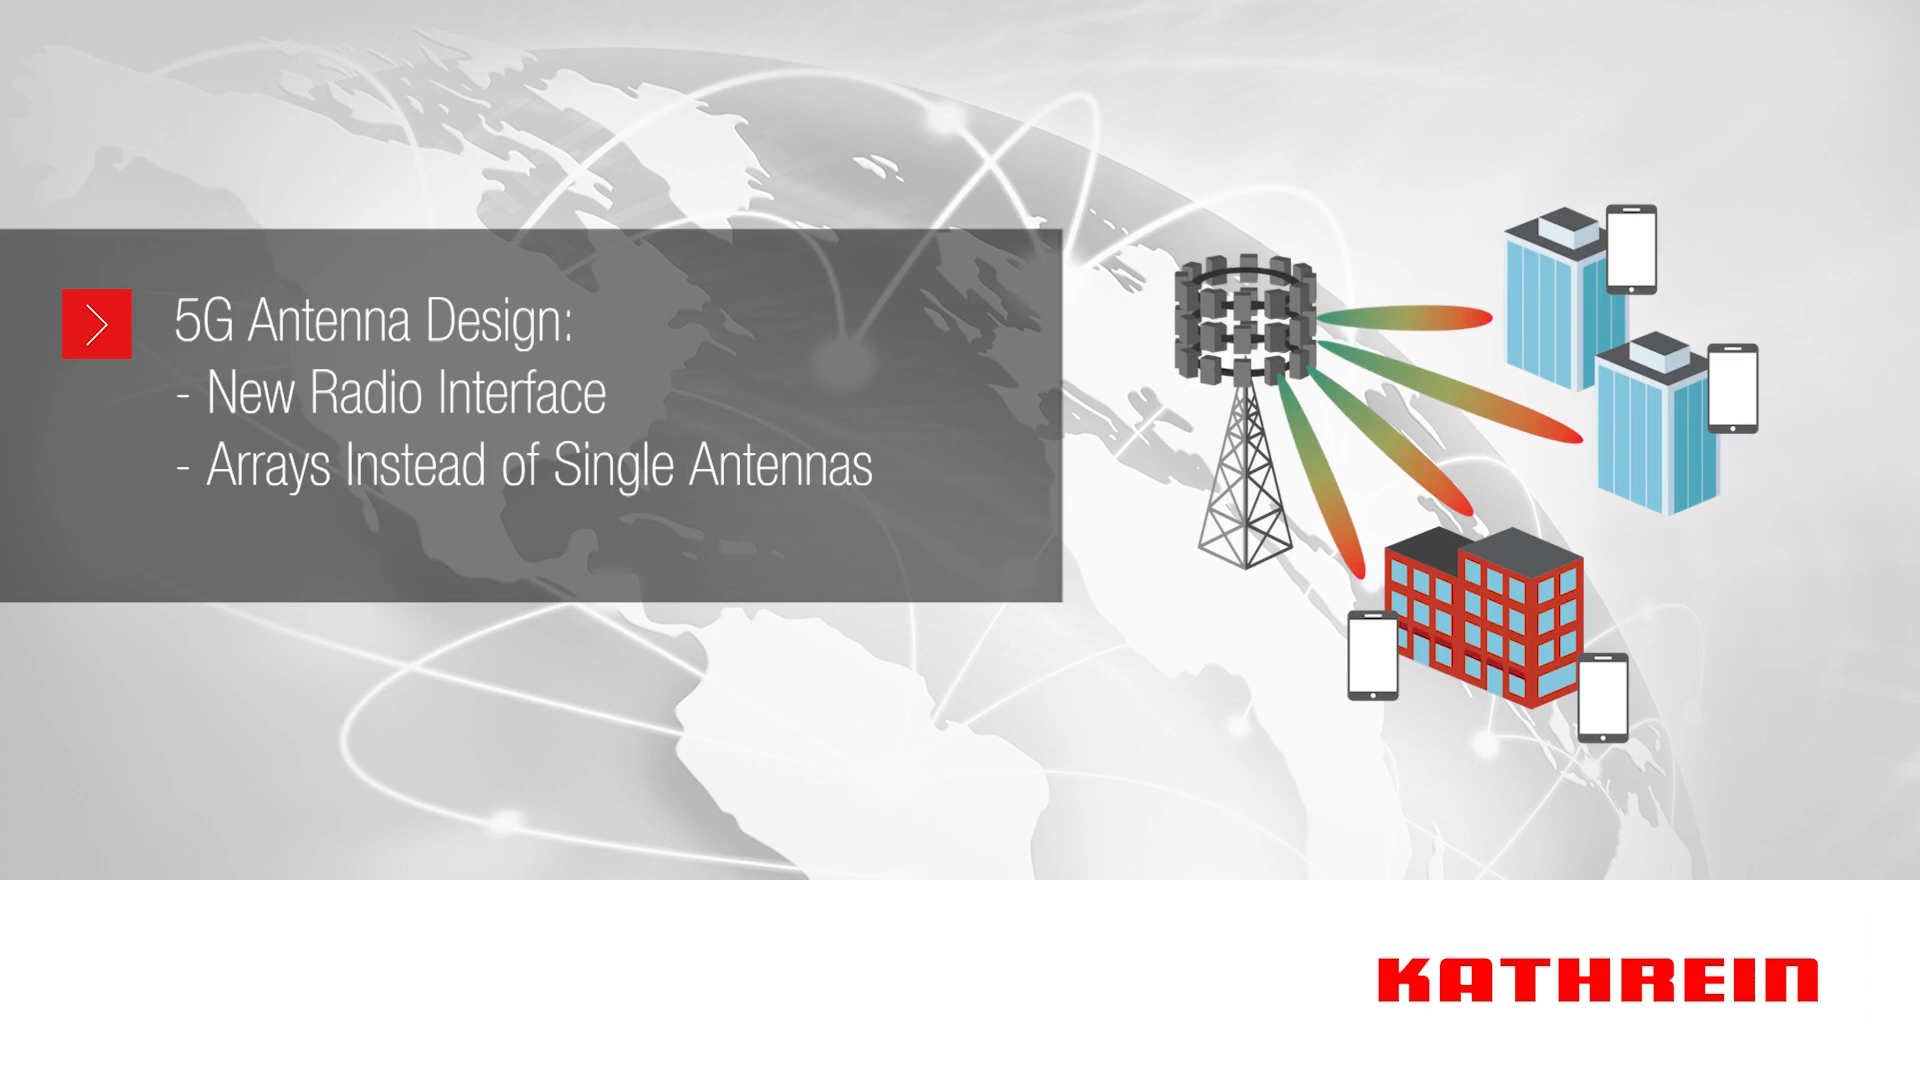 5G Antenna Design:
- New Radio Interface
- Arrays Instead of Single Antennas
KATHREIN